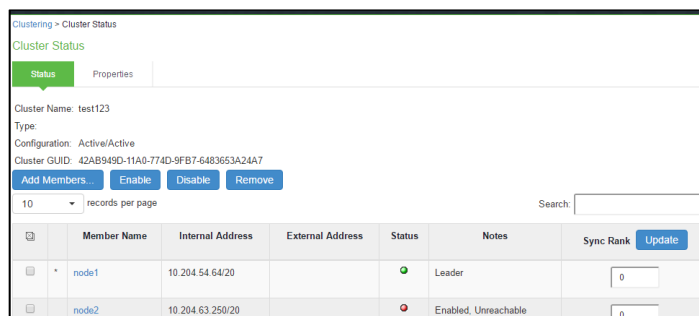 Clustering > Cluster Status
Cluster Status
Status Properties
Cluster Name: test123
Type:
Configuration: Active/Active
Cluster GUID: 42AB949D-11A0-774D-9FB7-6483653A24A7
Add Members... Enable Disable Remove
10 records per page Search:
Member Name Internal Address External Address Status Notes Sync Rank Update
* node1 10.204.54.64/20 Leader 0
node2 10.204.63.250/20 Enabled, Unreachable 0